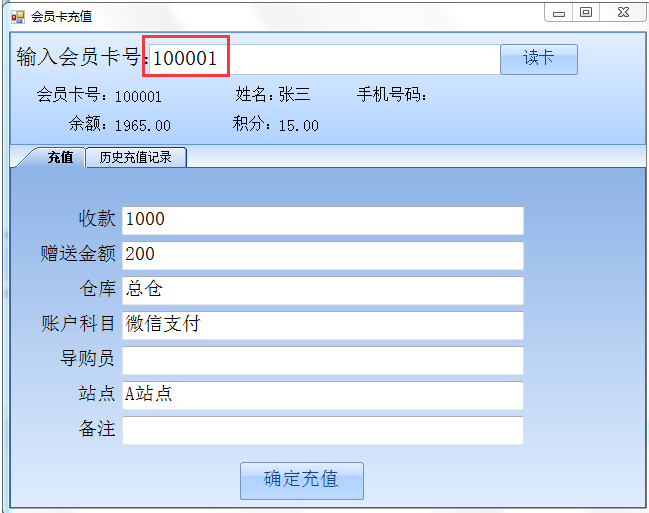 会员卡充值
输入会员卡号:100001 读卡
会员卡号: 100001 姓名: 张三 手机号码:
余额: 1965.00 积分: 15.00
充值 历史充值记录
收款 1000
赠送金额 200
仓库 总仓
账户科目 微信支付
导购员
站点 A站点
备注
确定充值